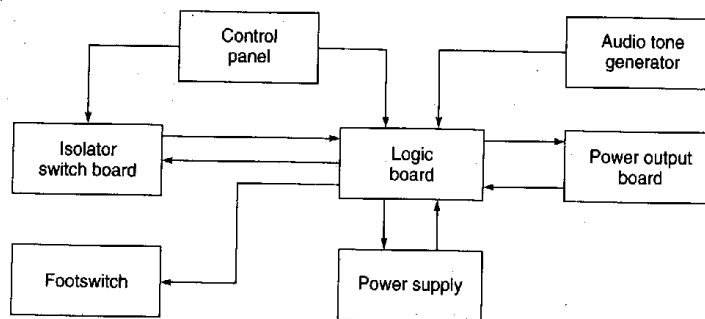 Control
panel
Audio tone
generator
Isolator
switch board
Logic
board
Power output
board
Footswitch
Power supply